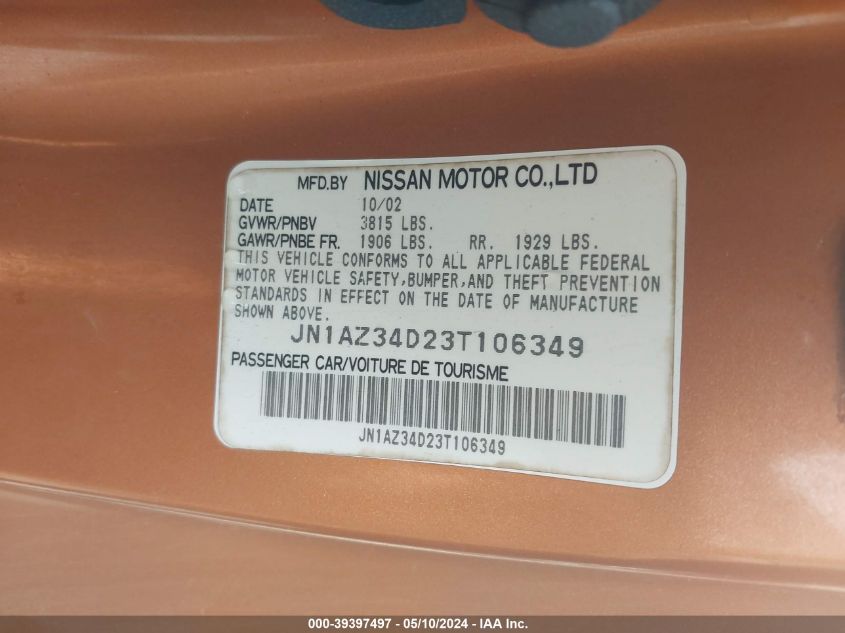 MFD.BY NISSAN MOTOR CO.,LTD
DATE 10/02
GVWR/PNBV 3815 LBS.
GAWR/PNBE FR. 1906 LBS. RR. 1929 LBS.
THIS VEHICLE CONFORMS TO ALL APPLICABLE FEDERAL
MOTOR VEHICLE SAFETY,BUMPER,AND THEFT PREVENTION
STANDARDS IN EFFECT ON THE DATE OF MANUFACTURE
SHOWN ABOVE.
JN1AZ34D23T106349
PASSENGER CAR/VOITURE DE TOURISME
JN1AZ34D23T106349
000-39397497 - 05/10/2024 - IAA Inc.